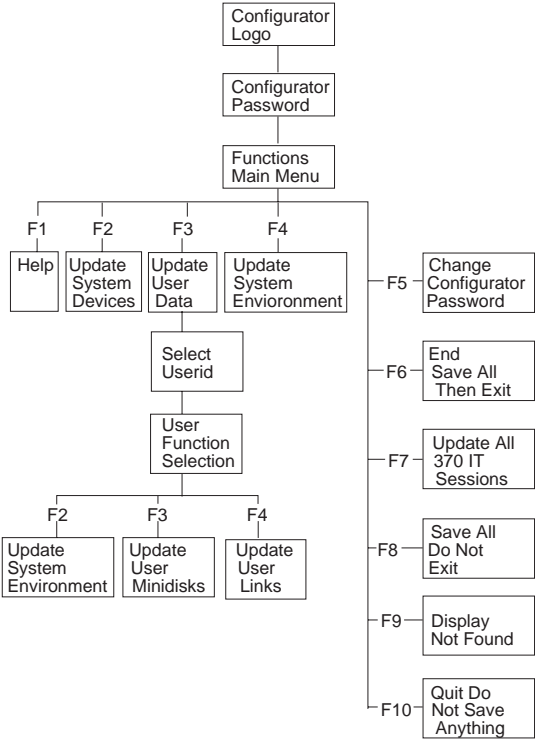 Configurator
Logo
Configurator
Password
Functions
Main Menu
F1
F2
F3
F4
Help
Update
System
Devices
Update
User
Data
Update
System
Envioronment
F5
Change
Configurator
Password
Select
Userid
F6
End
Save All
Then Exit
User
Function
Selection
F7
Update All
370 IT
Sessions
F2
F3
F4
Update
System
Environment
Update
User
Minidisks
Update
User
Links
F8
Save All
Do Not
Exit
F9
Display
Not Found
F10
Quit Do
Not Save
Anything